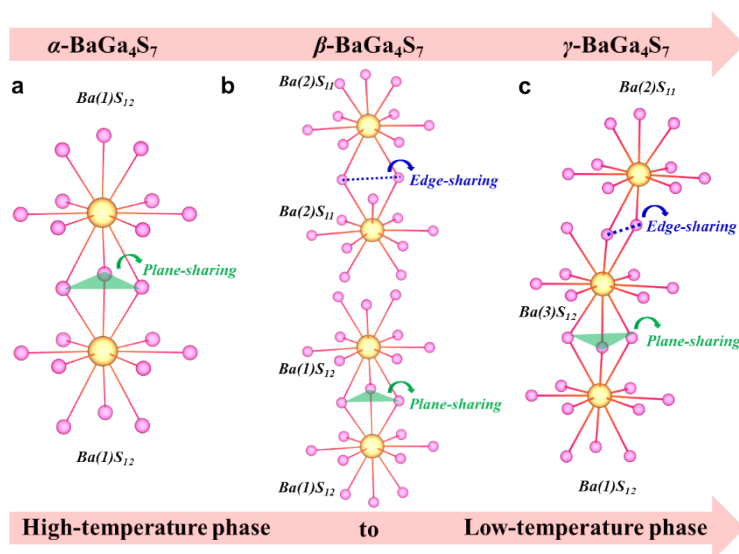 α-BaGa4S7 β-BaGa4S7 γ-BaGa4S7
a
Ba(1)S12
Plane-sharing
Ba(1)S12
b
Ba(2)S11
Edge-sharing
Ba(2)S11
Ba(1)S12
Plane-sharing
Ba(1)S12
c
Ba(2)S11
Edge-sharing
Ba(3)S12
Plane-sharing
Ba(1)S12
High-temperature phase to Low-temperature phase